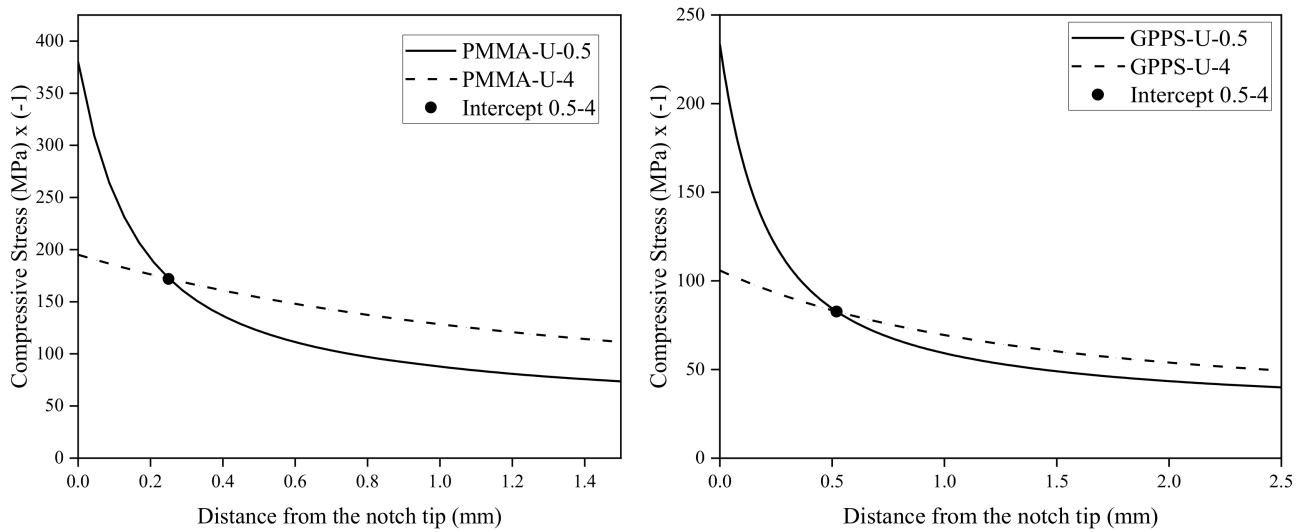 400
350
300
250
200
150
100
50
0
Compressive Stress (MPa) x (-1)
PMMA-U-0.5
PMMA-U-4
Intercept 0.5-4
0.0 0.2 0.4 0.6 0.8 1.0 1.2 1.4
Distance from the notch tip (mm)
250
200
150
100
50
0
Compressive Stress (MPa) x (-1)
GPPS-U-0.5
GPPS-U-4
Intercept 0.5-4
0.0 0.5 1.0 1.5 2.0 2.5
Distance from the notch tip (mm)